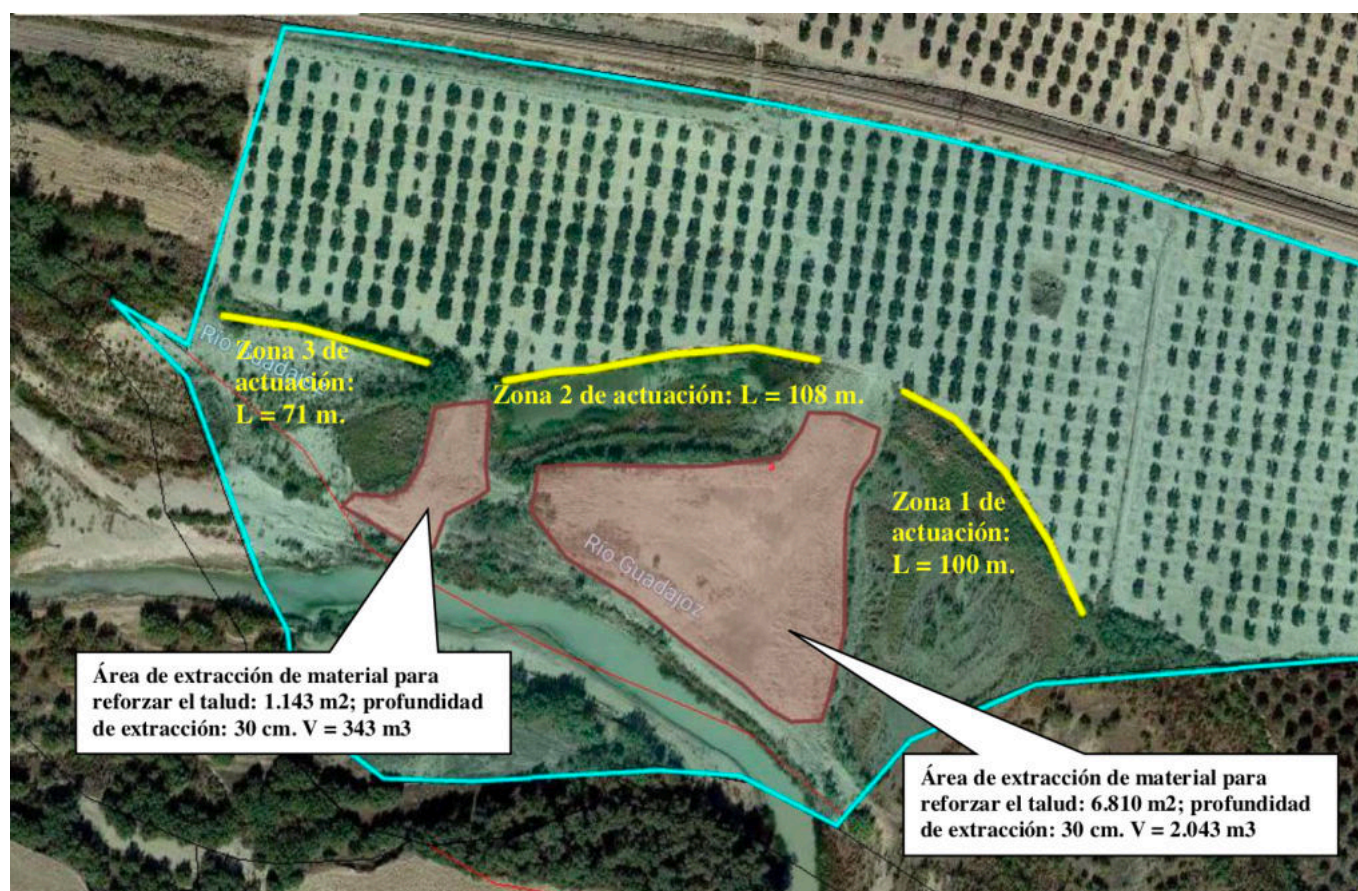 Río Guadajoz
Zona 3 de
actuación:
L = 71 m.
Zona 2 de actuación: L = 108 m.
Zona 1 de
actuación:
L = 100 m.
Río Guadajoz
Área de extracción de material para
reforzar el talud: 1.143 m2; profundidad
de extracción: 30 cm. V = 343 m3
Área de extracción de material para
reforzar el talud: 6.810 m2; profundidad
de extracción: 30 cm. V = 2.043 m3